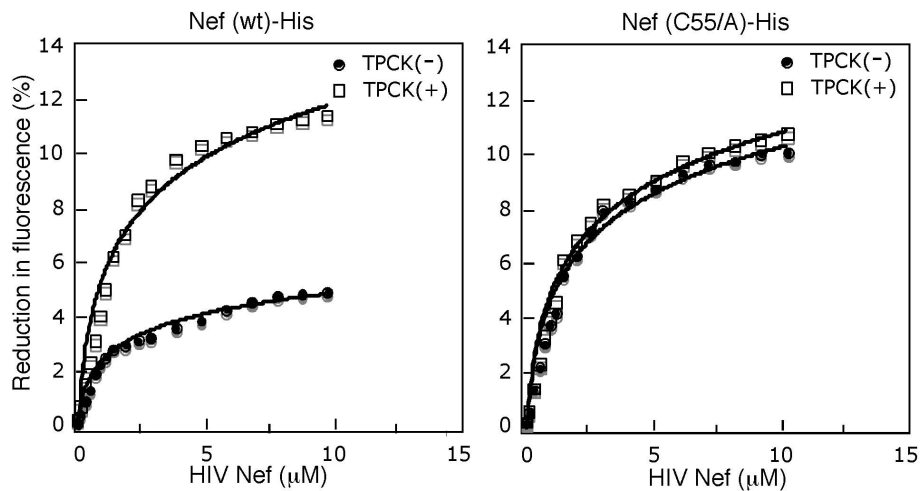 Nef (wt)-His
Nef (C55/A)-His
Reduction in fluorescence (%)
14
12
10
8
6
4
2
0
TPCK(-)
TPCK(+)
0 5 10 15
HIV Nef (μM)
14
12
10
8
6
4
2
0
TPCK(-)
TPCK(+)
0 5 10 15
HIV Nef (μM)